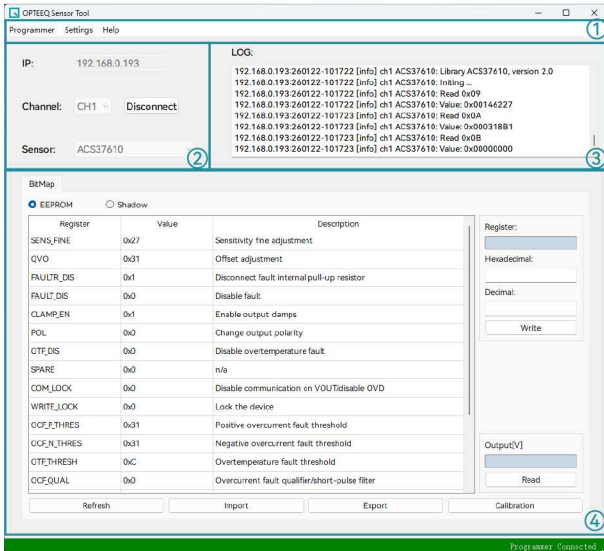 OPTEEQ Sensor Tool
Programmer Settings Help
①
IP: 192.168.0.193
Channel: CH1 Disconnect
Sensor: ACS37610
②
LOG:
192.168.0.193:260122-101722 [info] ch1 ACS37610: Library ACS37610, version 2.0
192.168.0.193:260122-101722 [info] ch1 ACS37610: Initing ...
192.168.0.193:260122-101722 [info] ch1 ACS37610: Read 0x09
192.168.0.193:260122-101723 [info] ch1 ACS37610: Value: 0x00146227
192.168.0.193:260122-101723 [info] ch1 ACS37610: Read 0x0A
192.168.0.193:260122-101723 [info] ch1 ACS37610: Value: 0x000318B1
192.168.0.193:260122-101723 [info] ch1 ACS37610: Read 0x0B
192.168.0.193:260122-101723 [info] ch1 ACS37610: Value: 0x00000000
③
BitMap
EEPROM Shadow
Register Value Description
SENS_FINE 0x27 Sensitivity fine adjustment
QVO 0x31 Offset adjustment
FAULTR_DIS 0x1 Disconnect fault internal pull-up resistor
FAULT_DIS 0x0 Disable fault
CLAMP_EN 0x1 Enable output clamps
POL 0x0 Change output polarity
OTF_DIS 0x0 Disable overtemperature fault
SPARE 0x0 n/a
COM_LOCK 0x0 Disable communication on VOUT/disable OVD
WRITE_LOCK 0x0 Lock the device
OCF_P_THRES 0x31 Positive overcurrent fault threshold
OCF_N_THRES 0x31 Negative overcurrent fault threshold
OTF_THRESH 0xC Overtemperature fault threshold
OCF_QUAL 0x0 Overcurrent fault qualifier/short-pulse filter
Register:
Hexadecimal:
Decimal:
Write
Output[V]
Read
Refresh Import Export Calibration
④
Programmer Connected